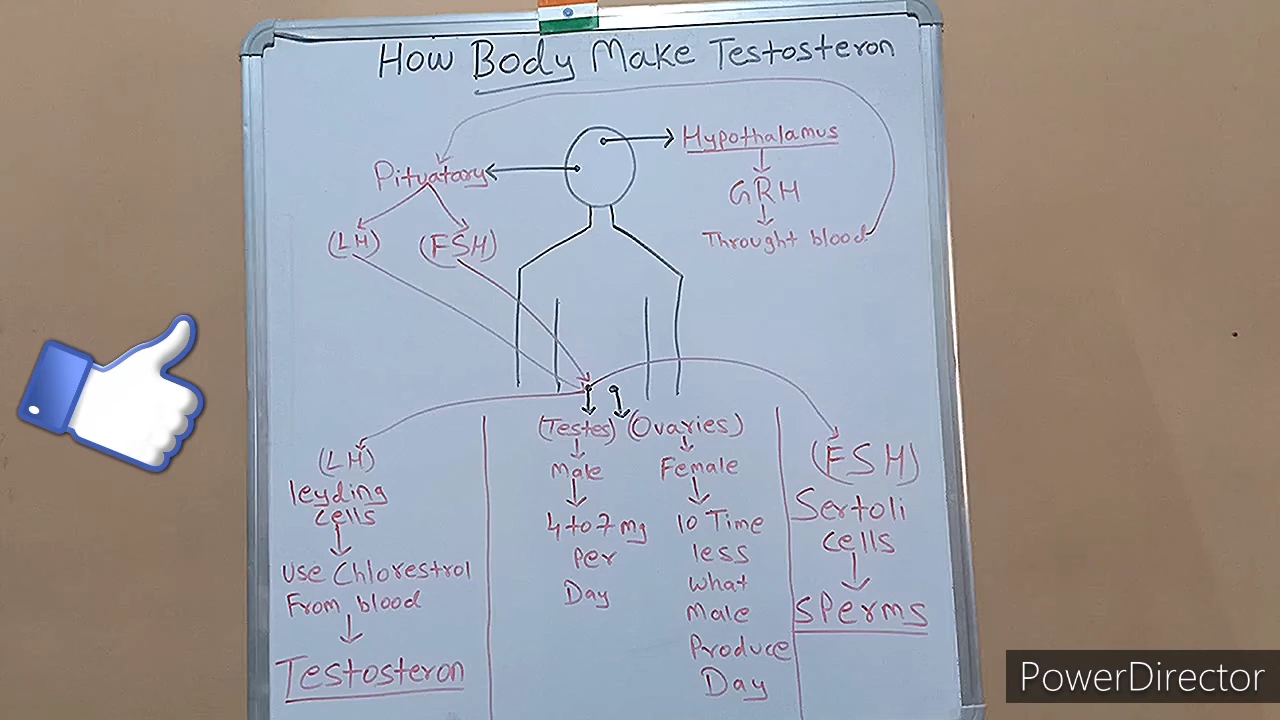 How Body Make Testosteron
Hypothalamus
GRH
Throught blood
Pituatary
(LH) (FSH)
(Testes) (Ovaries)
Male
4 to 7 mg
Per
Day
Female
10 Time
less
what
Male
Produce
Day
(LH)
leyding
cells
use Chlorestrol
From blood
Testosteron
(FSH)
Sertoli
cells
Sperms
PowerDirector